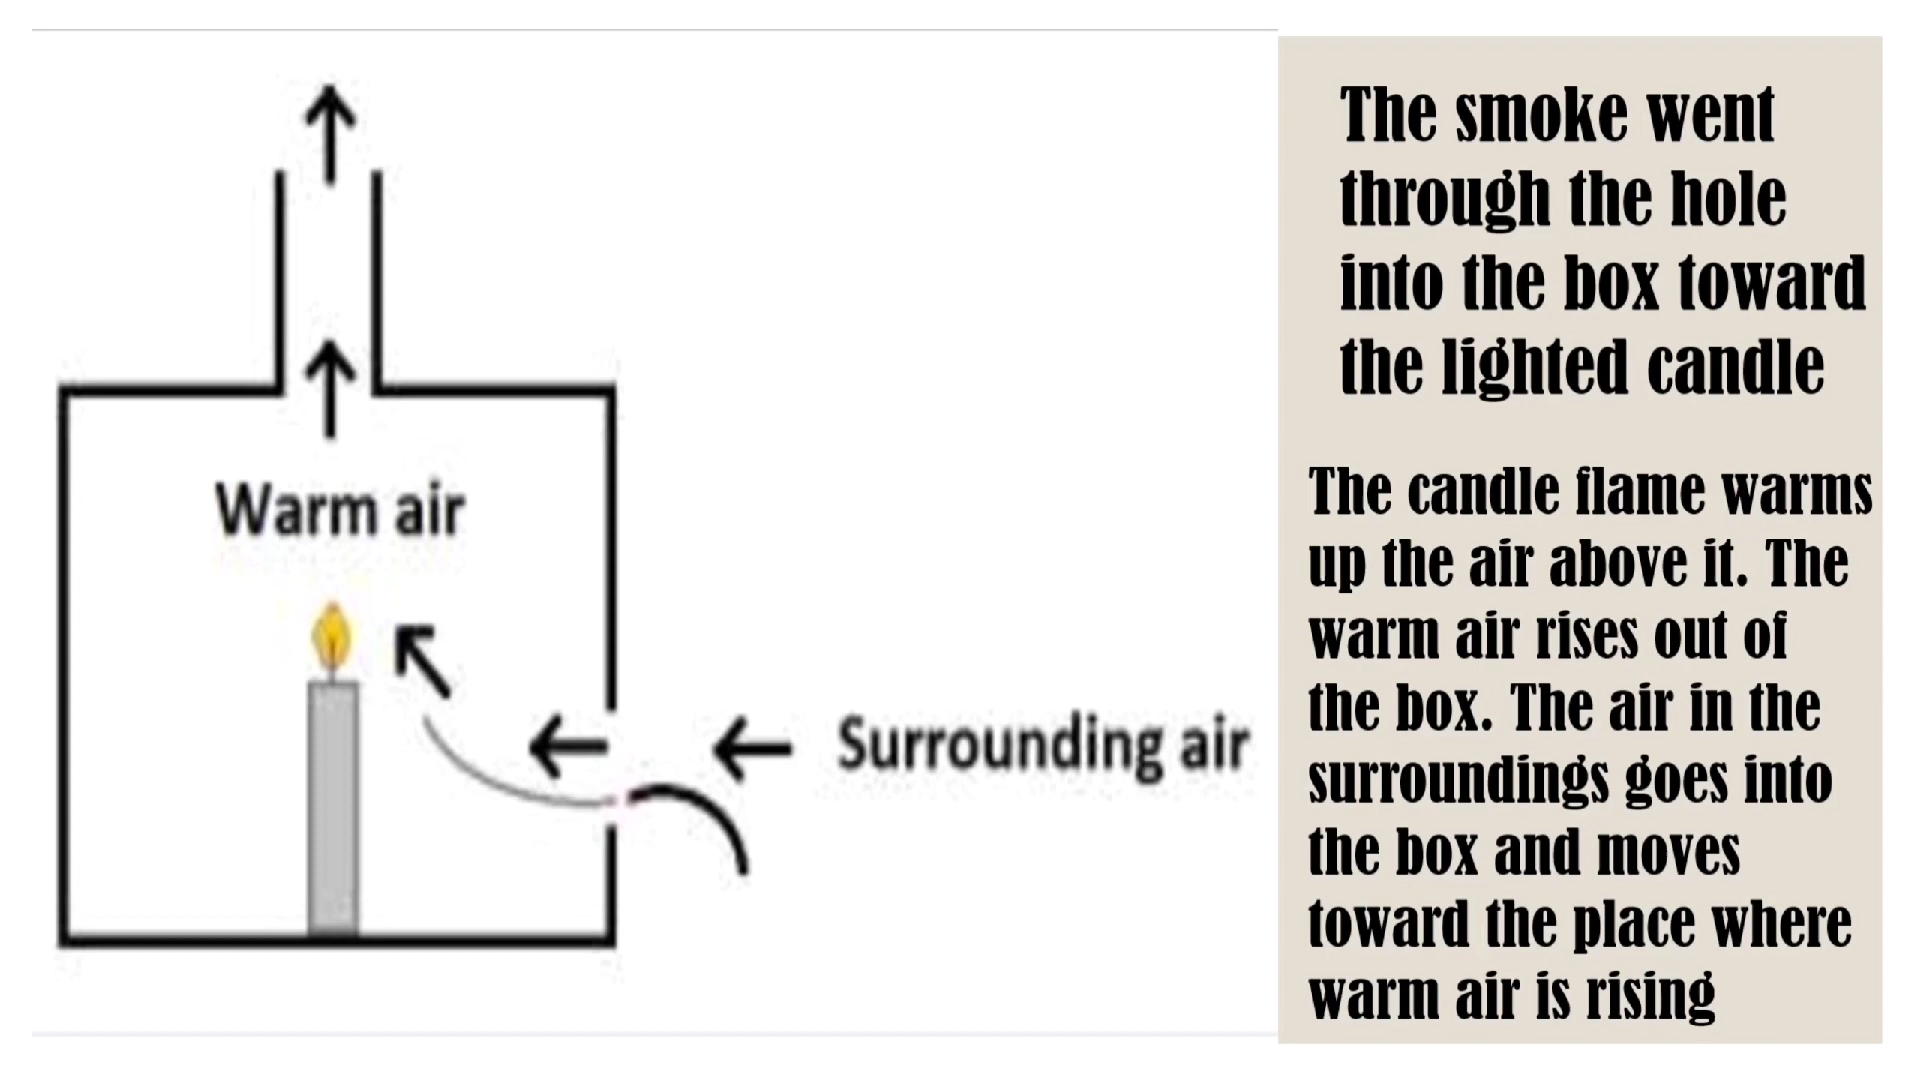 Warm air
Surrounding air
The smoke went
through the hole
into the box toward
the lighted candle
The candle flame warms
up the air above it. The
warm air rises out of
the box. The air in the
surroundings goes into
the box and moves
toward the place where
warm air is rising